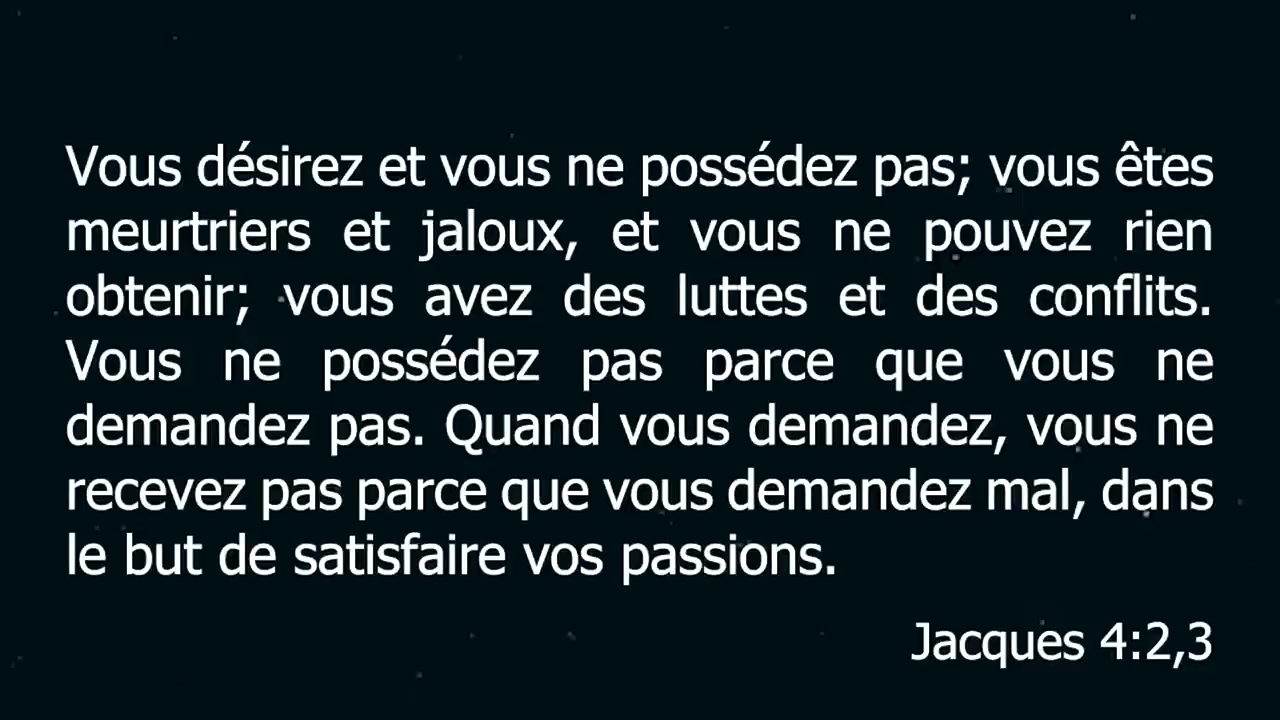 Vous désirez et vous ne possédez pas; vous êtes
meurtriers et jaloux, et vous ne pouvez rien
obtenir; vous avez des luttes et des conflits.
Vous ne possédez pas parce que vous ne
demandez pas. Quand vous demandez, vous ne
recevez pas parce que vous demandez mal, dans
le but de satisfaire vos passions.
Jacques 4:2,3